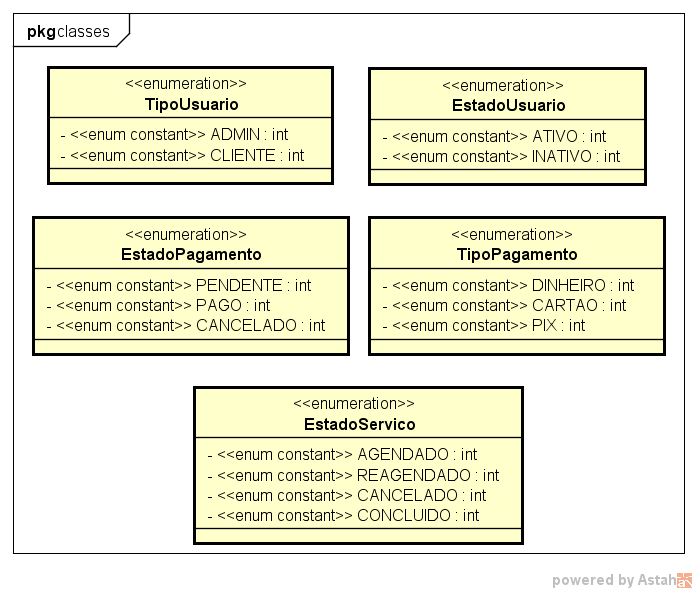 pkg classes
<<enumeration>>
TipoUsuario
- <<enum constant>> ADMIN : int
- <<enum constant>> CLIENTE : int
<<enumeration>>
EstadoUsuario
- <<enum constant>> ATIVO : int
- <<enum constant>> INATIVO : int
<<enumeration>>
EstadoPagamento
- <<enum constant>> PENDENTE : int
- <<enum constant>> PAGO : int
- <<enum constant>> CANCELADO : int
<<enumeration>>
TipoPagamento
- <<enum constant>> DINHEIRO : int
- <<enum constant>> CARTAO : int
- <<enum constant>> PIX : int
<<enumeration>>
EstadoServico
- <<enum constant>> AGENDADO : int
- <<enum constant>> REAGENDADO : int
- <<enum constant>> CANCELADO : int
- <<enum constant>> CONCLUIDO : int
powered by Astah